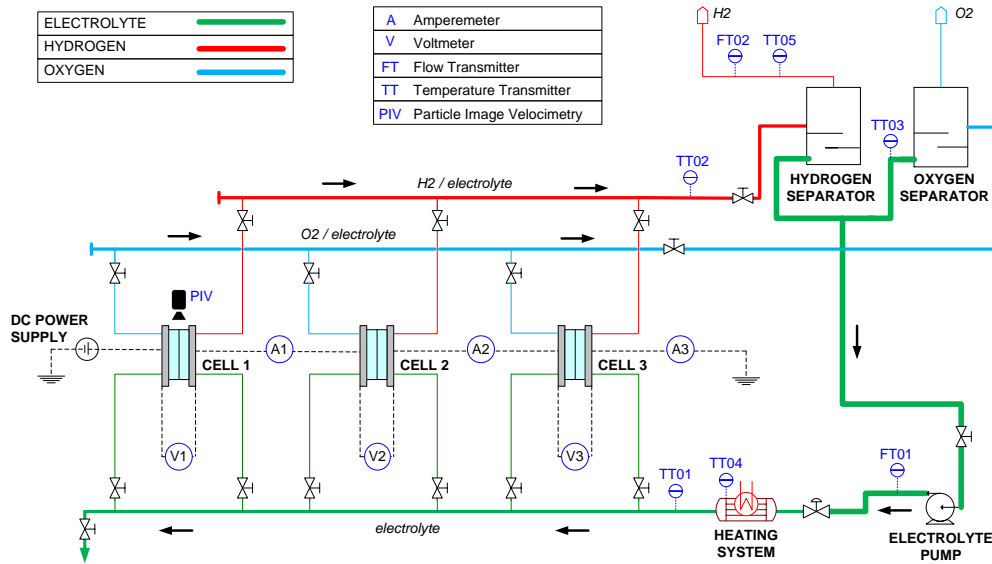 ELECTROLYTE
HYDROGEN
OXYGEN
A Amperemeter
V Voltmeter
FT Flow Transmitter
TT Temperature Transmitter
PIV Particle Image Velocimetry
H2
O2
FT02
TT05
TT03
HYDROGEN
SEPARATOR
OXYGEN
SEPARATOR
TT02
H2 / electrolyte
O2 / electrolyte
PIV
DC POWER
SUPPLY
A1
A2
A3
CELL 1
CELL 2
CELL 3
V1
V2
V3
TT01
TT04
FT01
electrolyte
HEATING
SYSTEM
ELECTROLYTE
PUMP